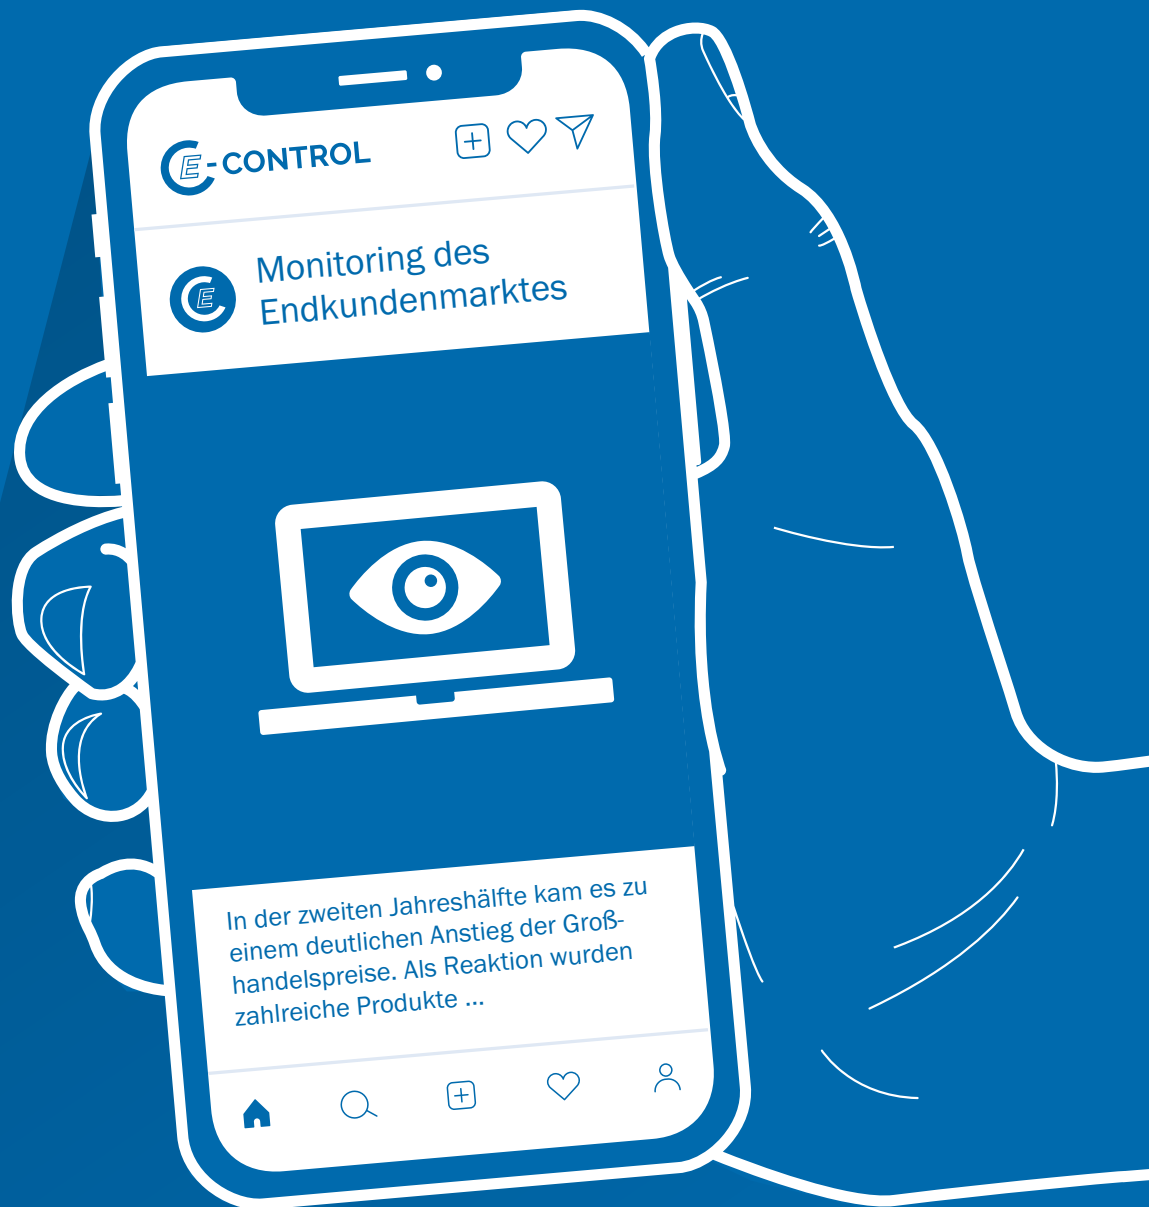 E-CONTROL
Monitoring des
Endkundenmarktes
E
In der zweiten Jahreshälfte kam es zu
einem deutlichen Anstieg der Groß-
handelspreise. Als Reaktion wurden
zahlreiche Produkte ...